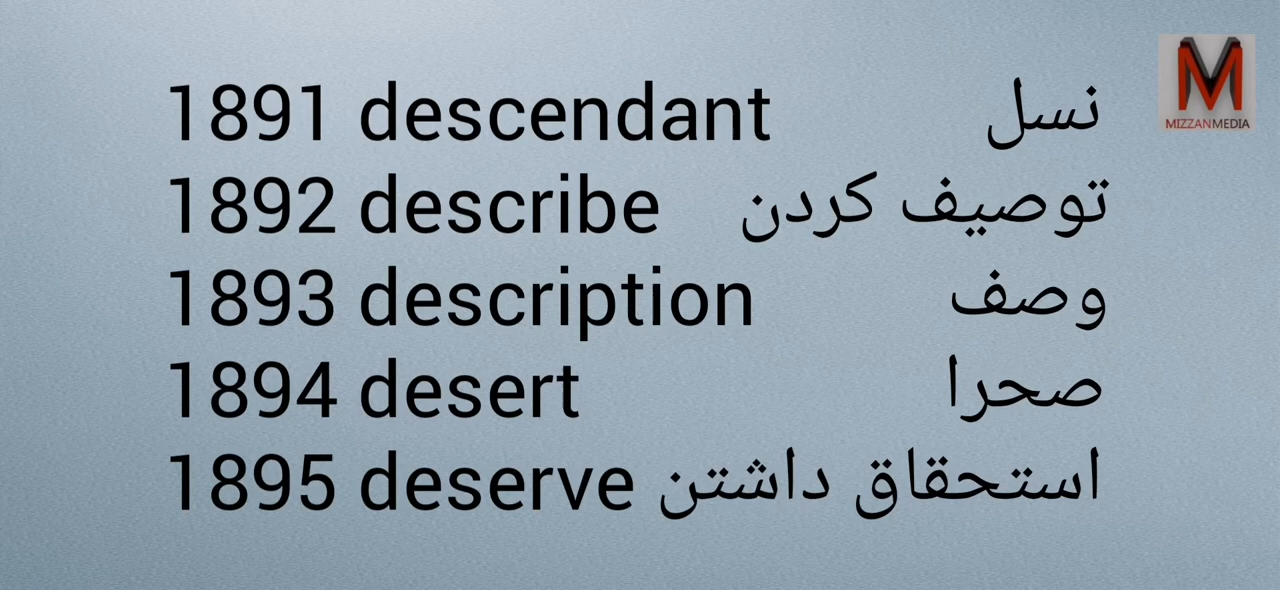 1891 descendant نسل
1892 describe توصیف کردن
1893 description وصف
1894 desert صحرا
1895 deserve استحقاق داشتن
MIZZANMEDIA